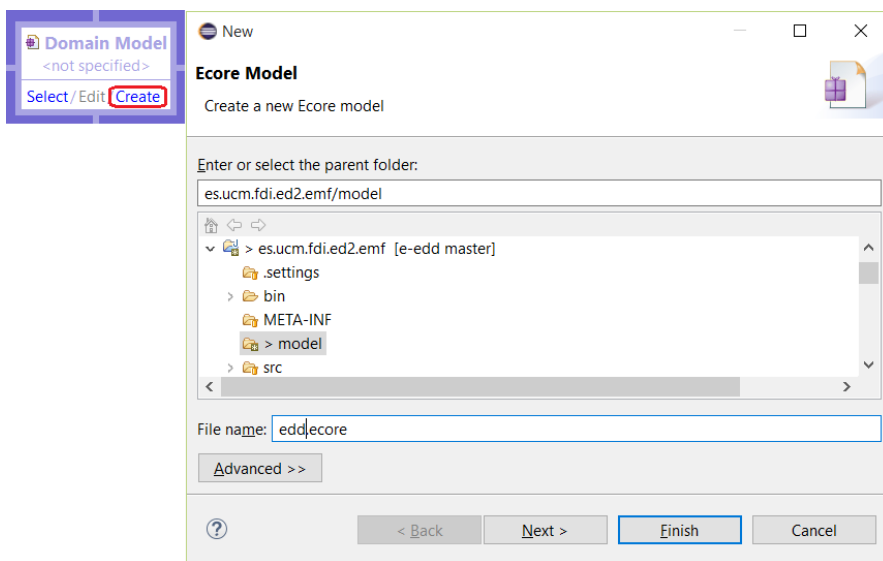 Domain Model
<not specified>
Select/Edit/Create
New
Ecore Model
Create a new Ecore model
Enter or select the parent folder:
es.ucm.fdi.ed2.emf/model
> es.ucm.fdi.ed2.emf [e-edd master]
.settings
bin
META-INF
> model
src
File name: edd.ecore
Advanced >>
? < Back Next > Finish Cancel